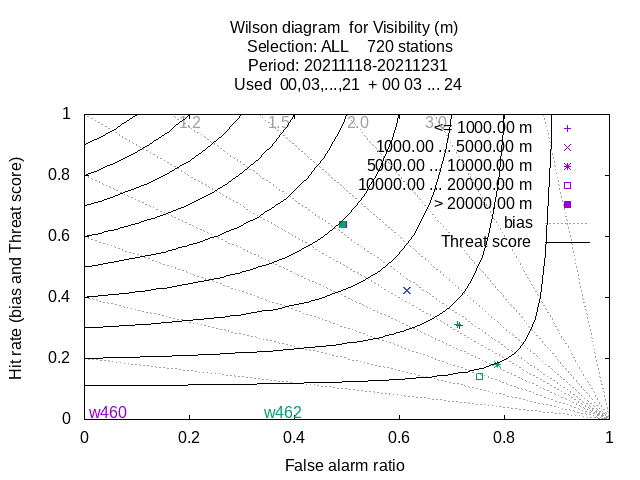 Wilson diagram  for Visibility (m)
Selection: ALL    720 stations
Period: 20211118-20211231
Used  00,03,...,21  + 00 03 ... 24
1.2 1.5 2.0 3.0
<= 1000.00 m
1000.00 ... 5000.00 m
5000.00 ... 10000.00 m
10000.00 ... 20000.00 m
> 20000.00 m
bias
Threat score
Hit rate (bias and Threat score)
1
0.8
0.6
0.4
0.2
0
w460 w462
0 0.2 0.4 0.6 0.8 1
False alarm ratio